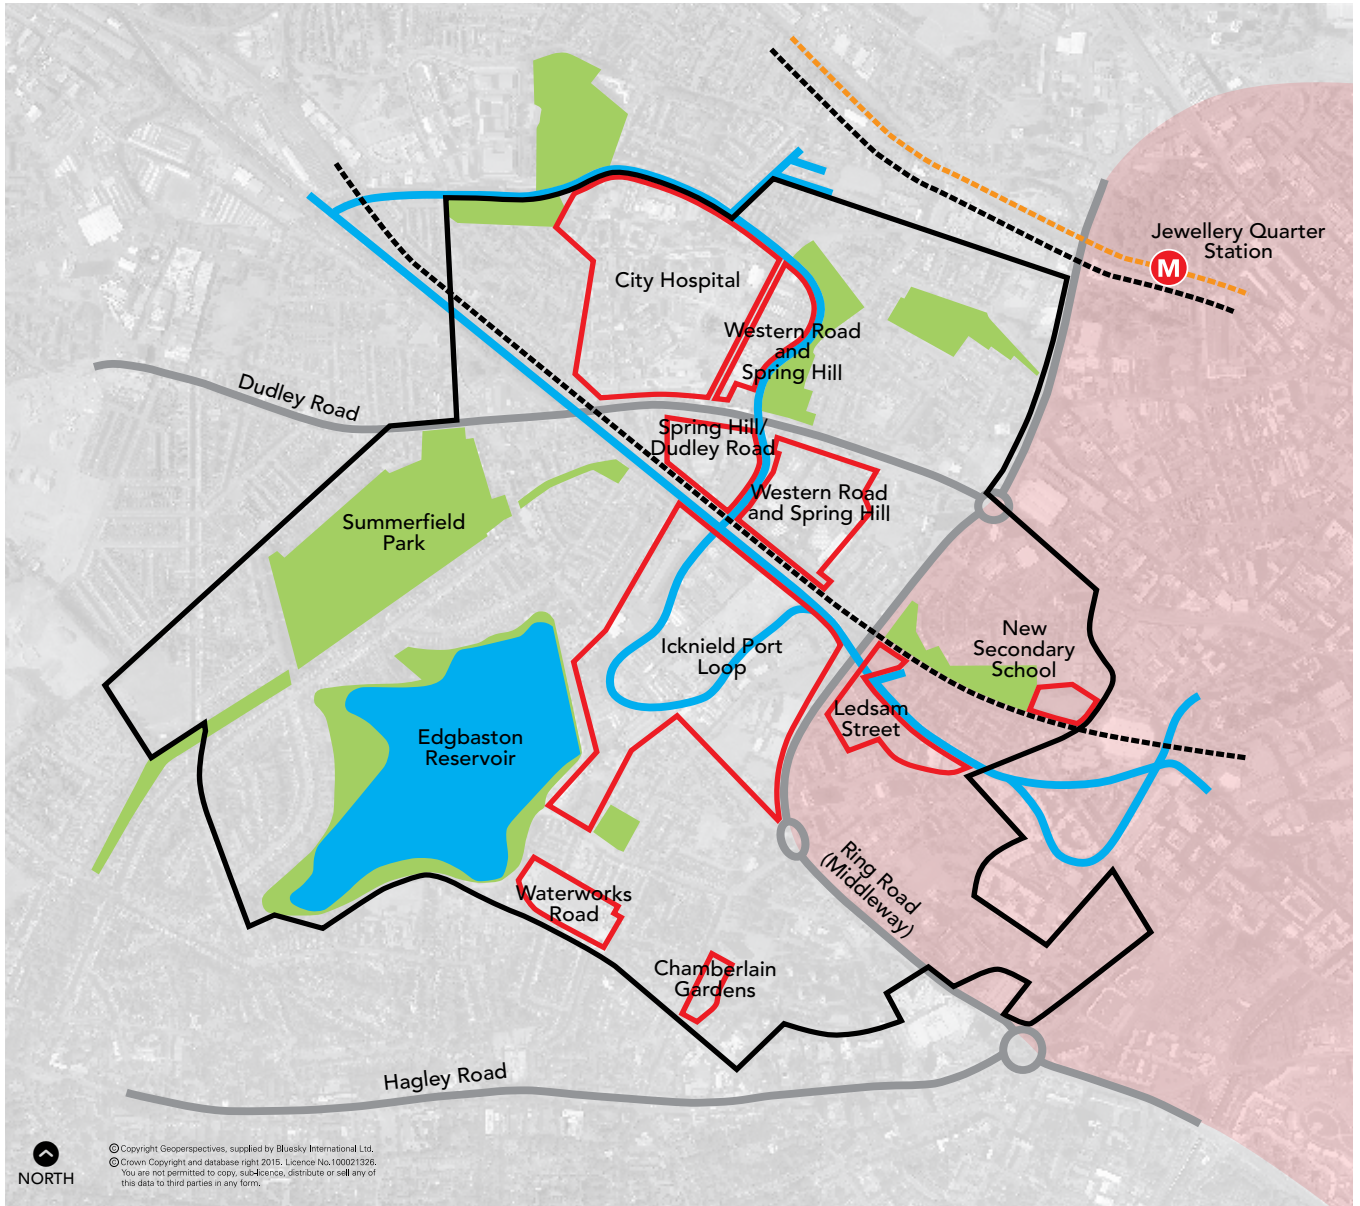 Jewellery Quarter
Station
M
City Hospital
Western Road
and
Spring Hill
Dudley Road
Spring Hill/
Dudley Road
Western Road
and Spring Hill
Summerfield
Park
New
Secondary
School
Icknield Port
Loop
Ledsam
Street
Edgbaston
Reservoir
Ring Road
(Middleway)
Waterworks
Road
Chamberlain
Gardens
Hagley Road
NORTH
© Copyright Geoperspectives, supplied by Bluesky International Ltd.
© Crown Copyright and database right 2015. Licence No.100021326.
You are not permitted to copy, sub-licence, distribute or sell any of
this data to third parties in any form.